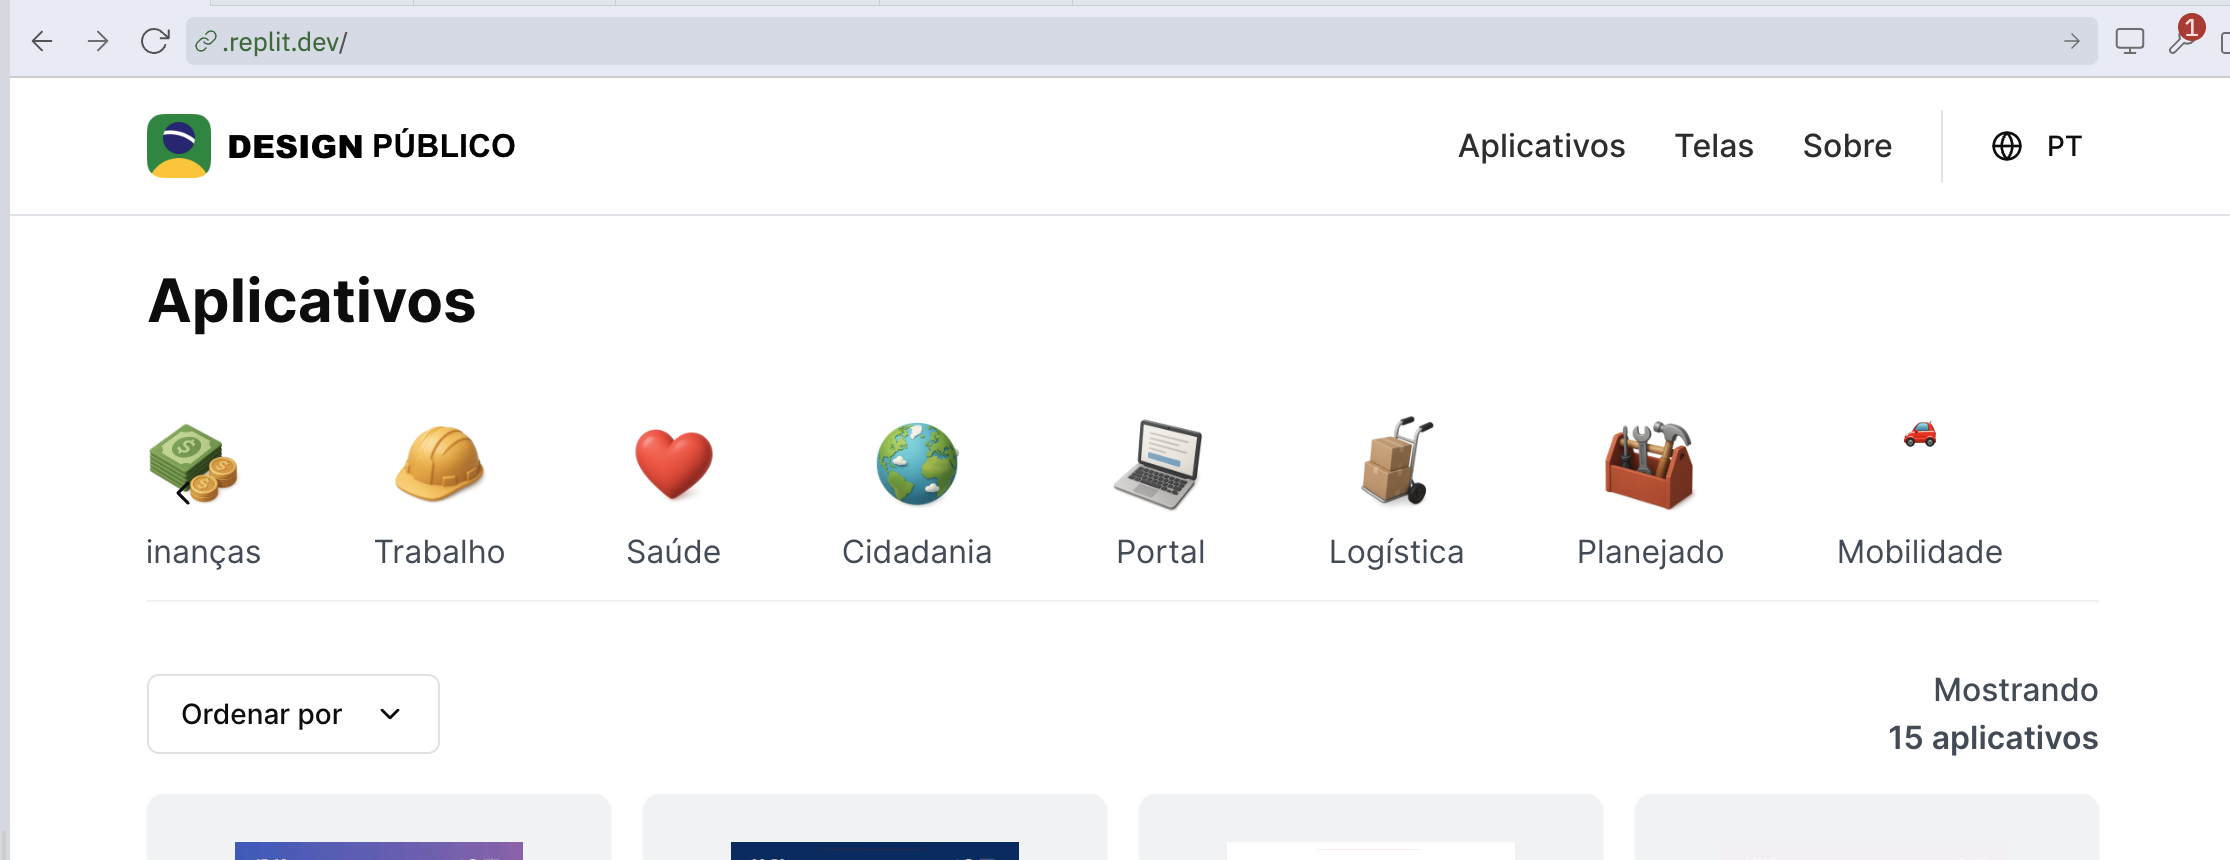 .replit.dev/
1
DESIGN PÚBLICO
Aplicativos
Telas
Sobre
PT
Aplicativos
inanças
Trabalho
Saúde
Cidadania
Portal
Logística
Planejado
Mobilidade
Ordenar por
Mostrando
15 aplicativos